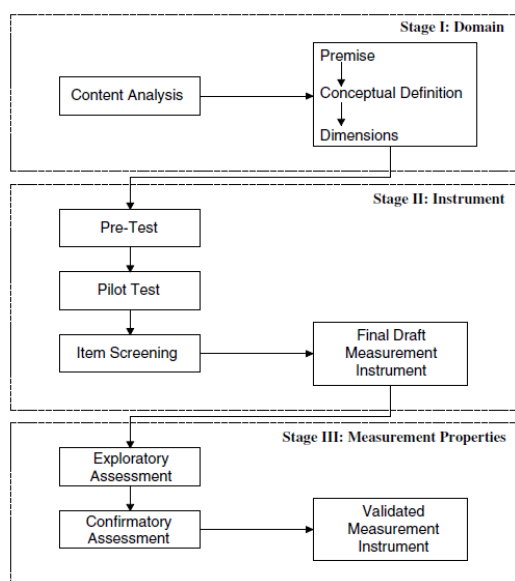 Stage I: Domain
Premise
Content Analysis
Conceptual Definition
Dimensions
Stage II: Instrument
Pre-Test
Pilot Test
Item Screening
Final Draft
Measurement
Instrument
Stage III: Measurement Properties
Exploratory
Assessment
Confirmatory
Assessment
Validated
Measurement
Instrument